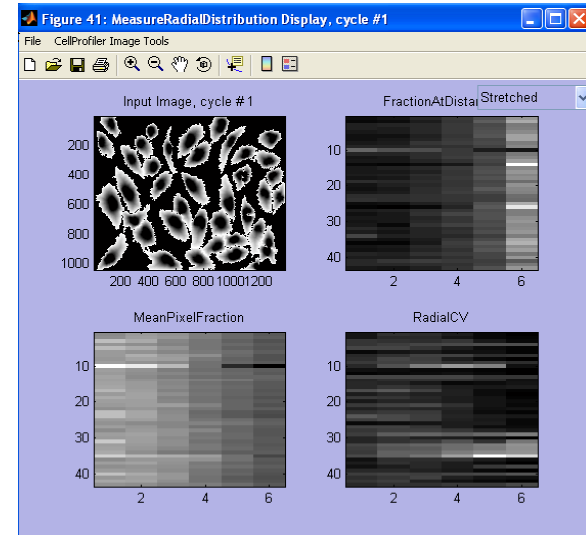 Figure 41: MeasureRadialDistribution Display, cycle #1
File CellProfiler Image Tools
Input Image, cycle #1
200
400
600
800
1000
200 400 600 800 1000 1200
FractionAtDistan
Stretched
10
20
30
40
2 4 6
MeanPixelFraction
10
20
30
40
2 4 6
RadialCV
10
20
30
40
2 4 6